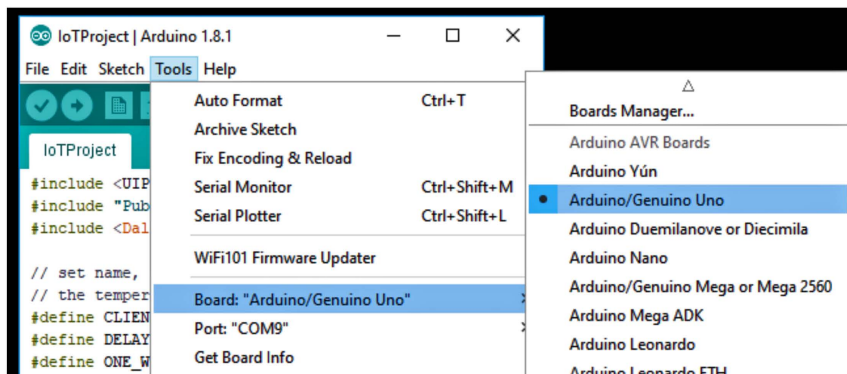 IoTProject | Arduino 1.8.1
File Edit Sketch Tools Help
IoTProject
#include <UIP
#include "Pub
#include <Dal
// set name,
// the temper
#define CLIEN
#define DELAY
#define ONE_W
Auto Format Ctrl+T
Archive Sketch
Fix Encoding & Reload
Serial Monitor Ctrl+Shift+M
Serial Plotter Ctrl+Shift+L
WiFi101 Firmware Updater
Board: "Arduino/Genuino Uno"
Port: "COM9"
Get Board Info
Boards Manager...
Arduino AVR Boards
Arduino Yún
Arduino/Genuino Uno
Arduino Duemilanove or Diecimila
Arduino Nano
Arduino/Genuino Mega or Mega 2560
Arduino Mega ADK
Arduino Leonardo
Arduino Leonardo ETH